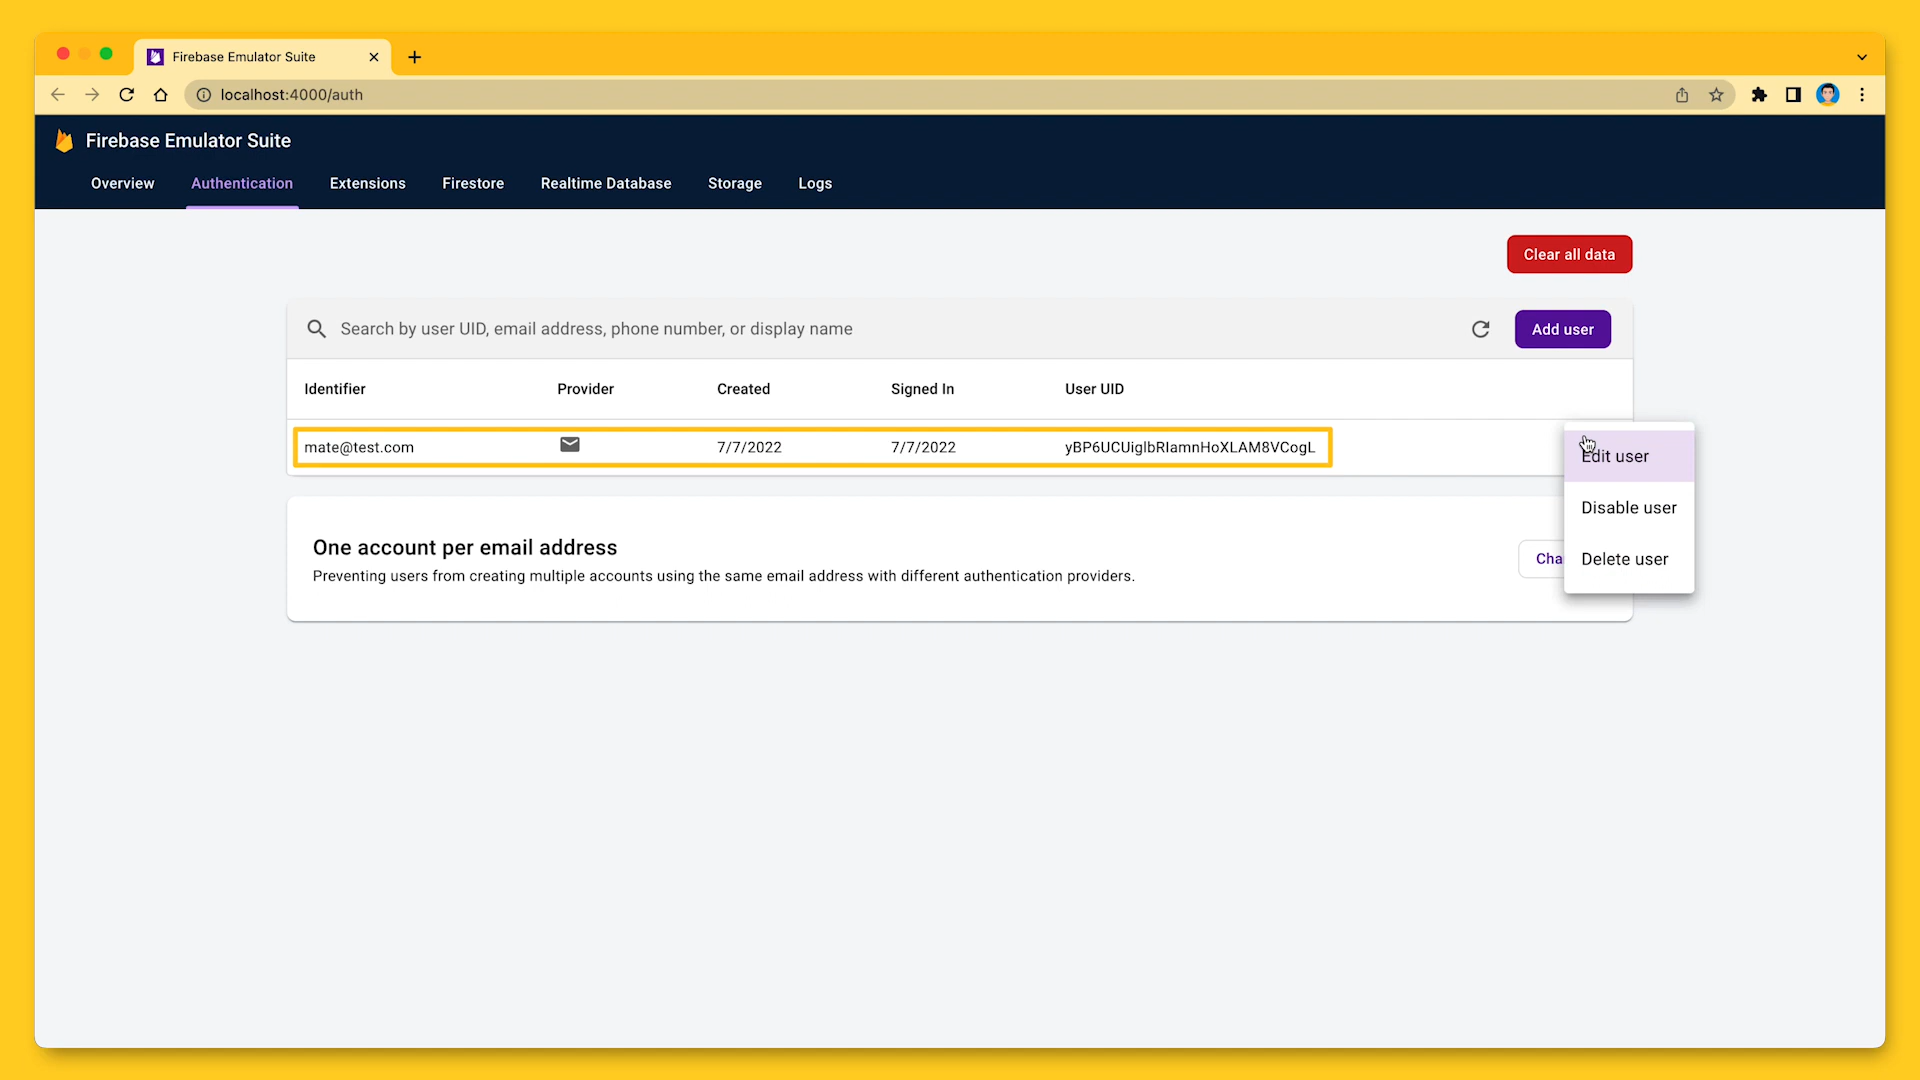 Firebase Emulator Suite
localhost:4000/auth
Firebase Emulator Suite
Overview Authentication Extensions Firestore Realtime Database Storage Logs
Clear all data
Search by user UID, email address, phone number, or display name
Add user
Identifier Provider Created Signed In User UID
mate@test.com 7/7/2022 7/7/2022 yBP6UCUiglbRIamnHoXLAM8VCogL
Edit user
Disable user
Delete user
One account per email address
Preventing users from creating multiple accounts using the same email address with different authentication providers.
Cha